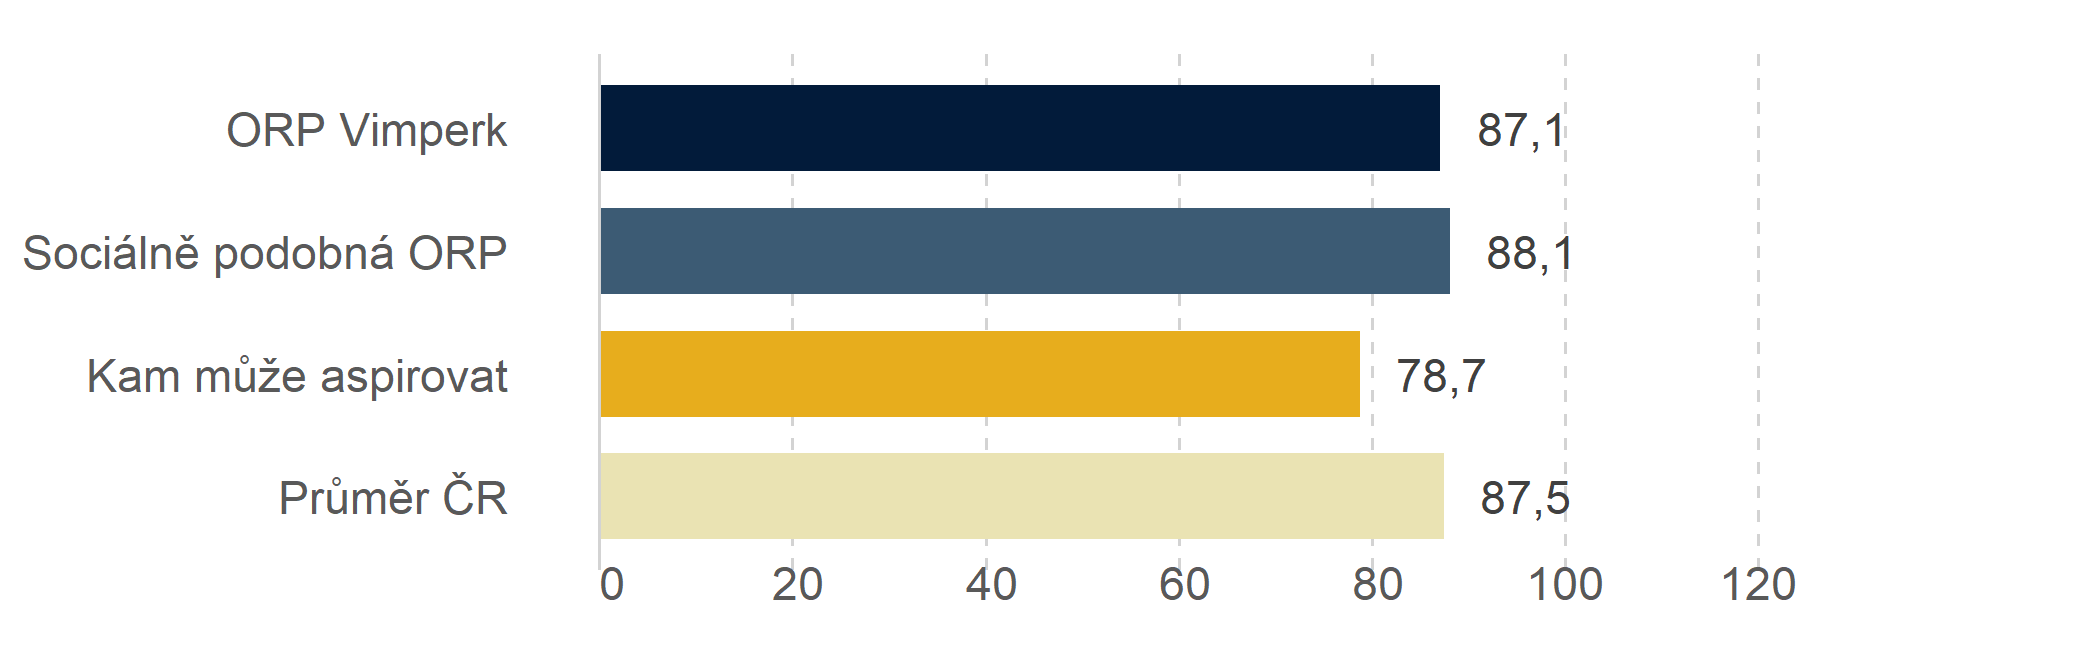 ORP Vimperk 87,1
Sociálně podobná ORP 88,1
Kam může aspirovat 78,7
Průměr ČR 87,5
0 20 40 60 80 100 120